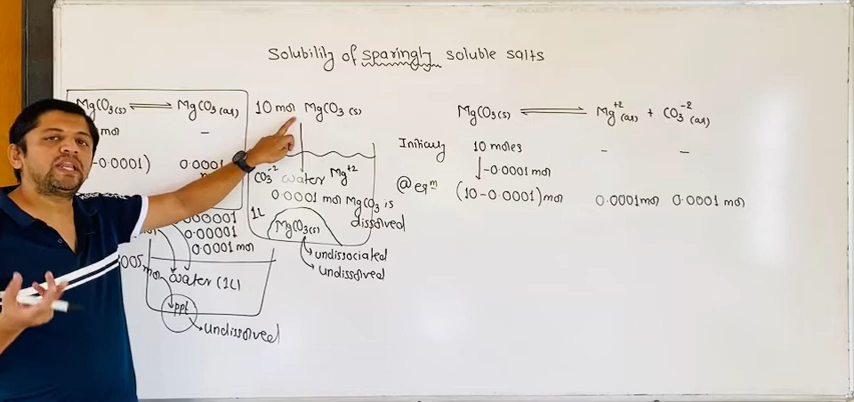 Solubility of sparingly soluble salts
MgCO3(s) ⇌ MgCO3(aq)
mol –
-0.0001) 0.0001
0.00001
0.00001
0.0001 mol
water (1L)
ppt
undissolved
10 mol MgCO3(s)
CO3-2 water Mg+2
0.0001 mol MgCO3 is
dissolved
1L
MgCO3(s)
undissociated
undissolved
MgCO3(s) ⇌ Mg+2(aq) + CO3-2(aq)
Initially 10 moles – –
-0.0001 mol
@eqm (10-0.0001) mol 0.0001mol 0.0001 mol